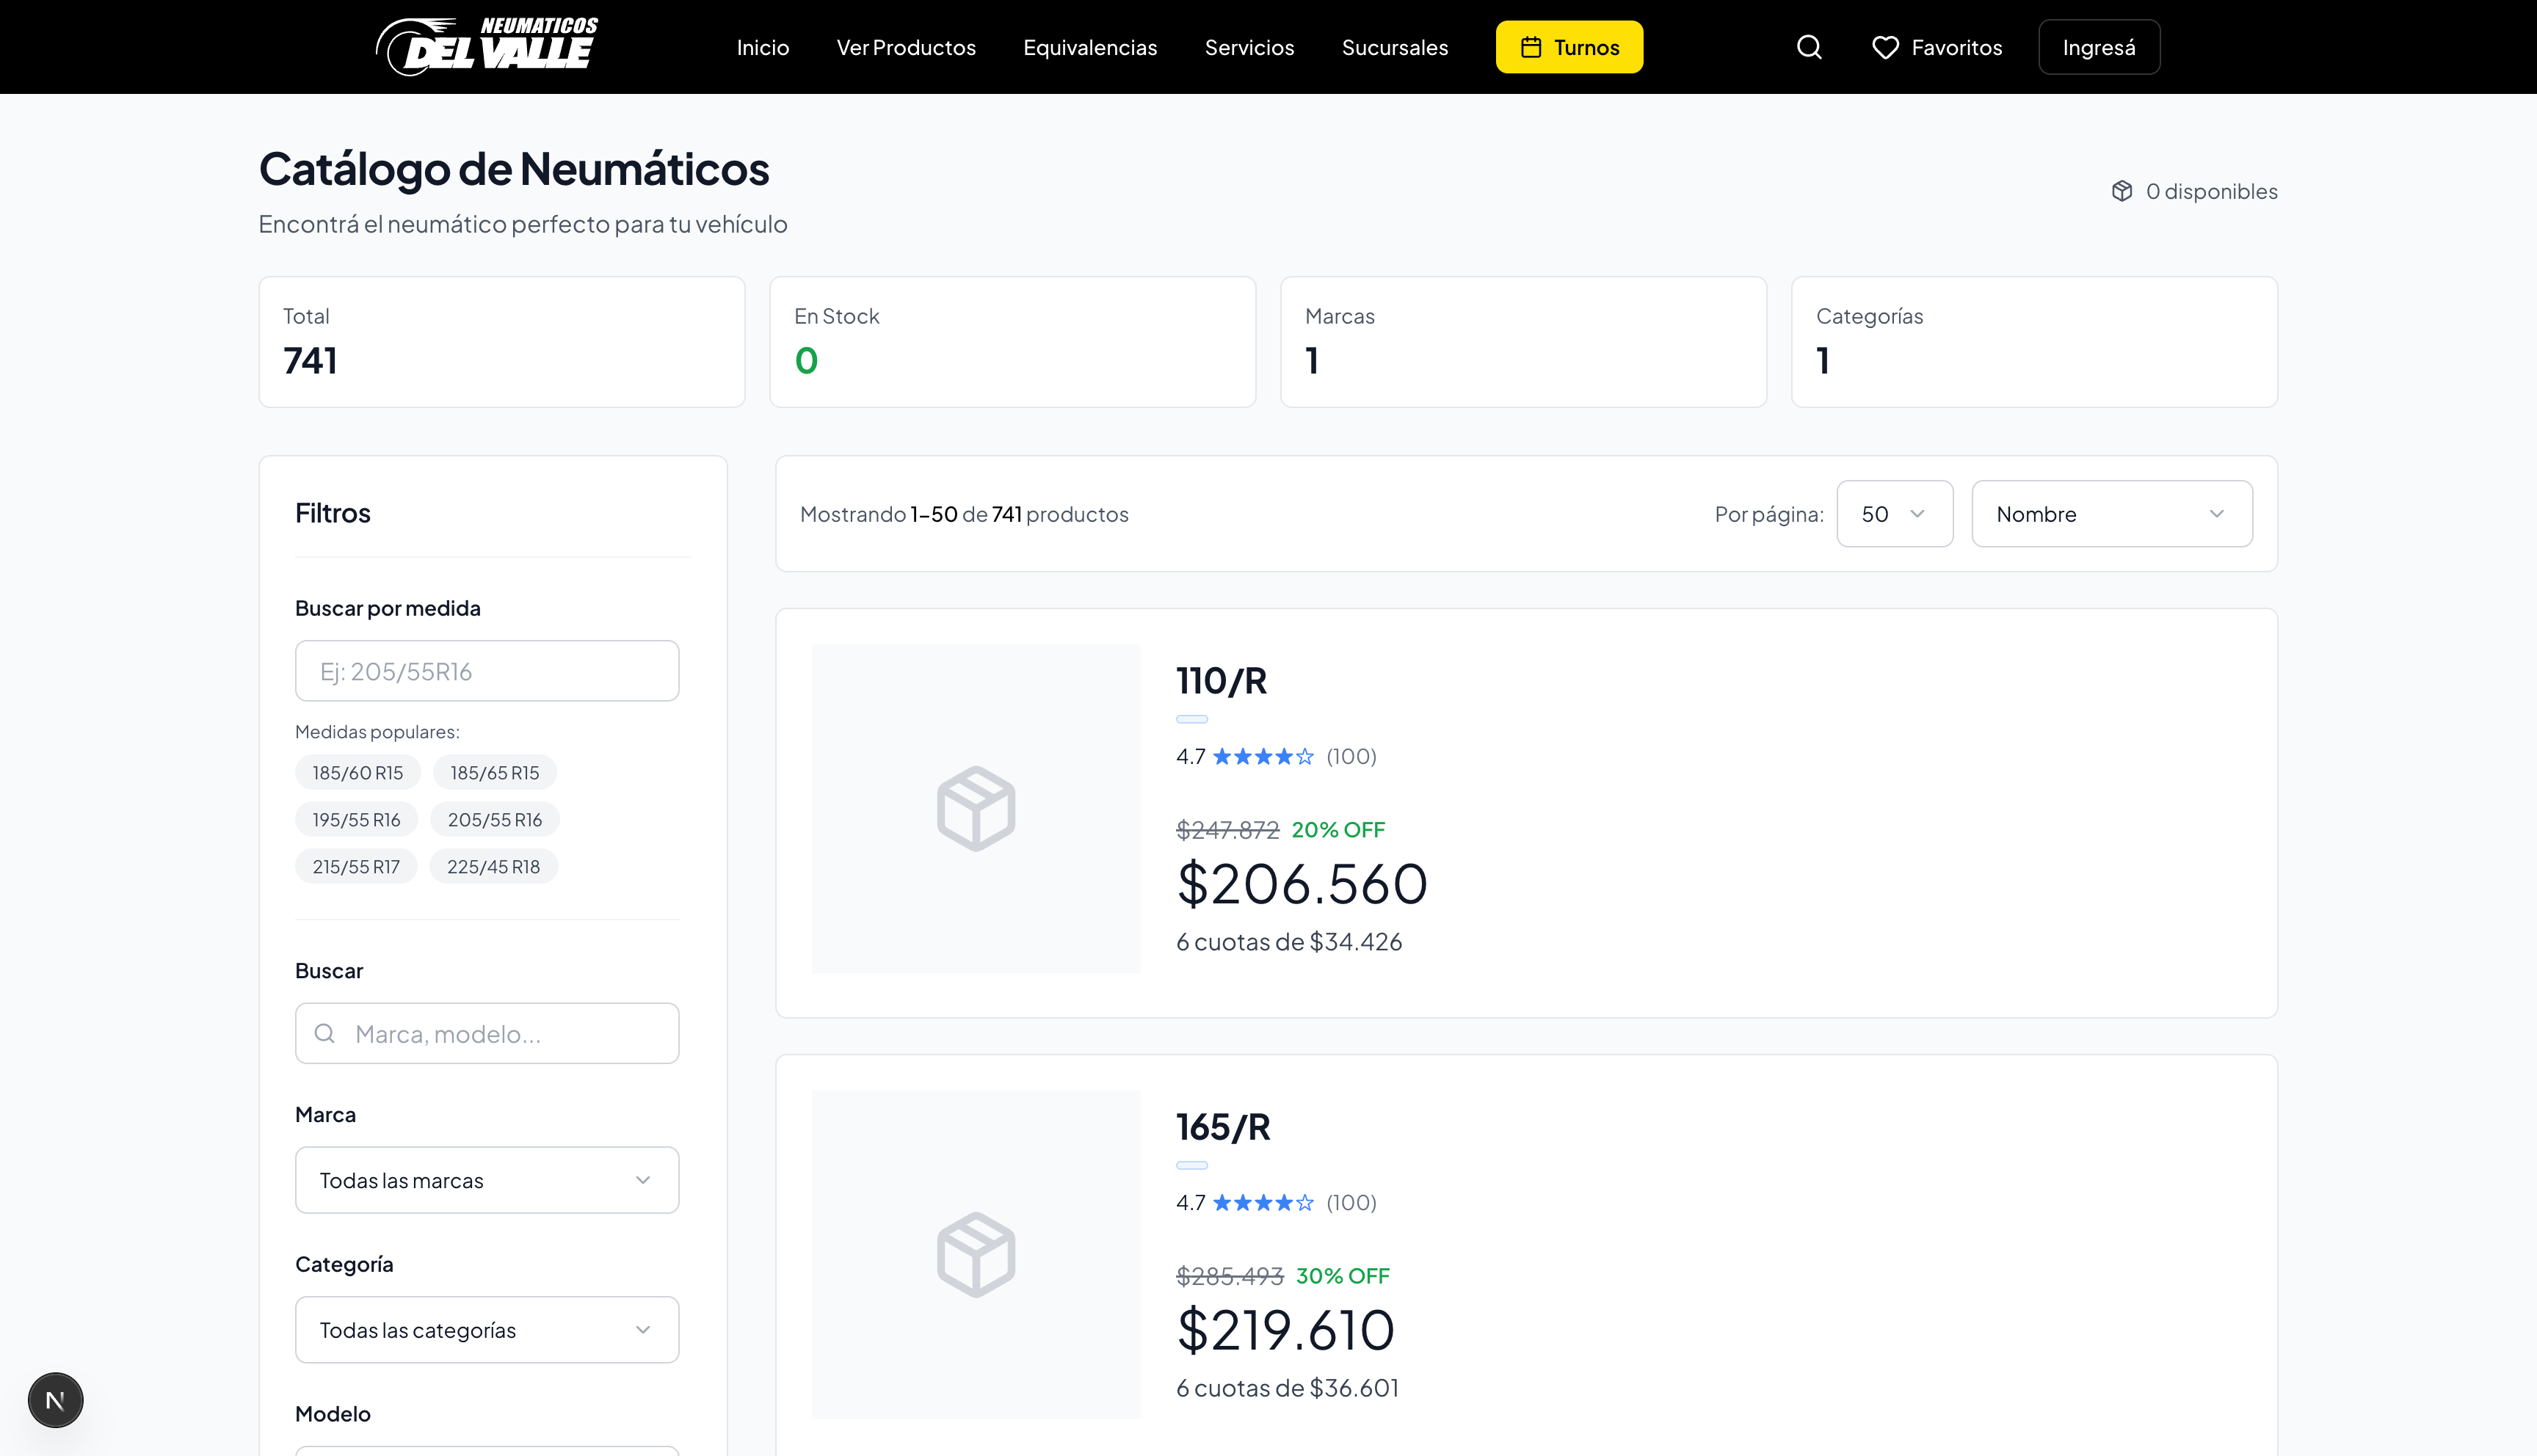 NEUMATICOS
DEL VALLE
Inicio
Ver Productos
Equivalencias
Servicios
Sucursales
Turnos
Favoritos
Ingresá
Catálogo de Neumáticos
Encontrá el neumático perfecto para tu vehículo
0 disponibles
Total
741
En Stock
0
Marcas
1
Categorías
1
Filtros
Buscar por medida
Ej: 205/55R16
Medidas populares:
185/60 R15
185/65 R15
195/55 R16
205/55 R16
215/55 R17
225/45 R18
Buscar
Marca, modelo...
Marca
Todas las marcas
Categoría
Todas las categorías
Modelo
Mostrando 1–50 de 741 productos
Por página:
50
Nombre
110/R
4.7 ★★★★☆ (100)
$247.872 20% OFF
$206.560
6 cuotas de $34.426
165/R
4.7 ★★★★☆ (100)
$285.493 30% OFF
$219.610
6 cuotas de $36.601
N